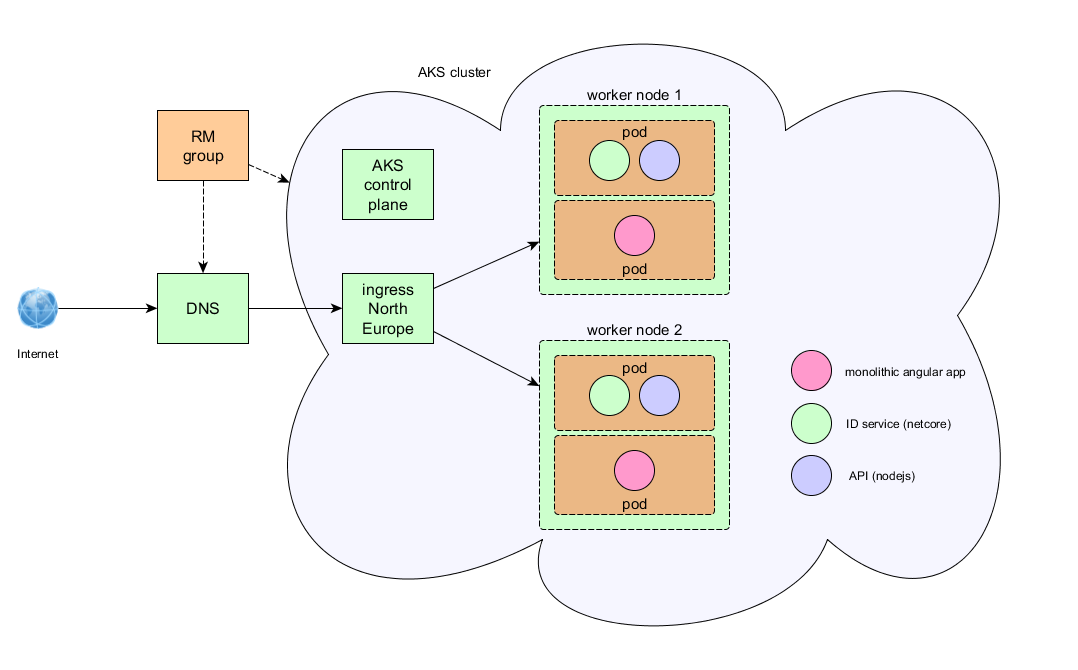 AKS cluster
worker node 1
RM
group
pod
AKS
control
plane
pod
ingress
North
Europe
DNS
Internet
worker node 2
pod
monolithic angular app
ID service (netcore)
API (nodejs)
pod